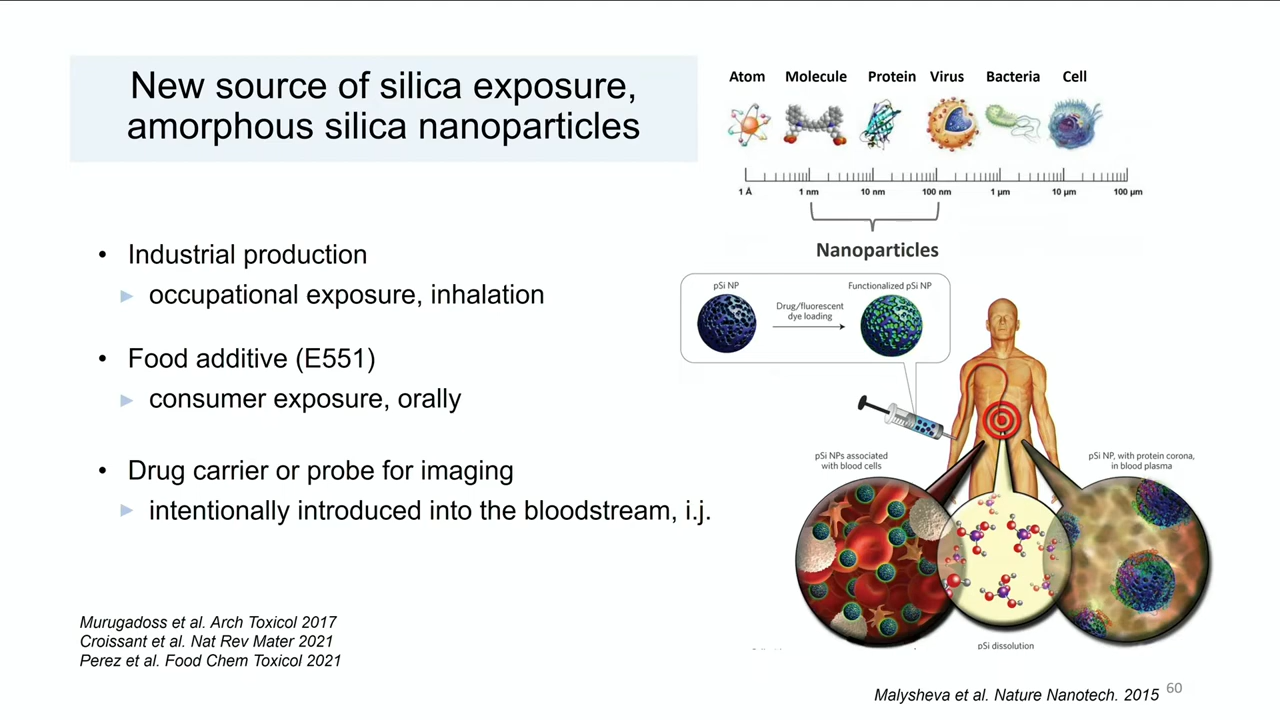 New source of silica exposure,
amorphous silica nanoparticles
• Industrial production
► occupational exposure, inhalation
• Food additive (E551)
► consumer exposure, orally
• Drug carrier or probe for imaging
► intentionally introduced into the bloodstream, i.j.
Murugadoss et al. Arch Toxicol 2017
Croissant et al. Nat Rev Mater 2021
Perez et al. Food Chem Toxicol 2021
Atom Molecule Protein Virus Bacteria Cell
1 Å 1 nm 10 nm 100 nm 1 µm 10 µm 100 µm
Nanoparticles
pSi NP
Functionalized pSi NP
Drug/fluorescent
dye loading
pSi NPs associated
with blood cells
pSi NP, with protein corona,
in blood plasma
pSi dissolution
Malysheva et al. Nature Nanotech. 2015
60